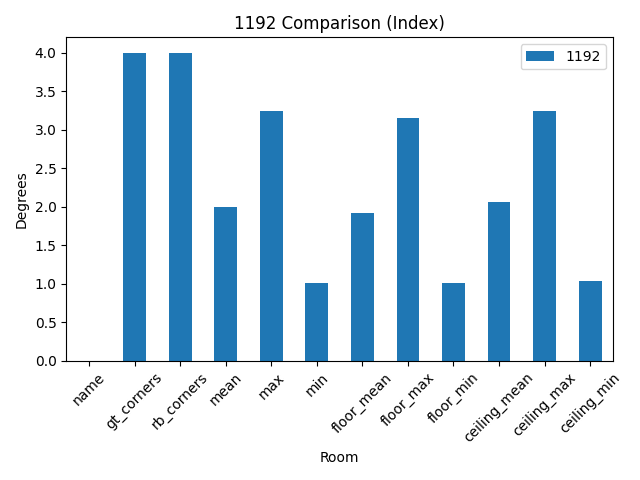 1192 Comparison (Index)
1192
Degrees
4.0
3.5
3.0
2.5
2.0
1.5
1.0
0.5
0.0
name
gt_corners
rb_corners
mean
max
min
floor_mean
floor_max
floor_min
ceiling_mean
ceiling_max
ceiling_min
Room